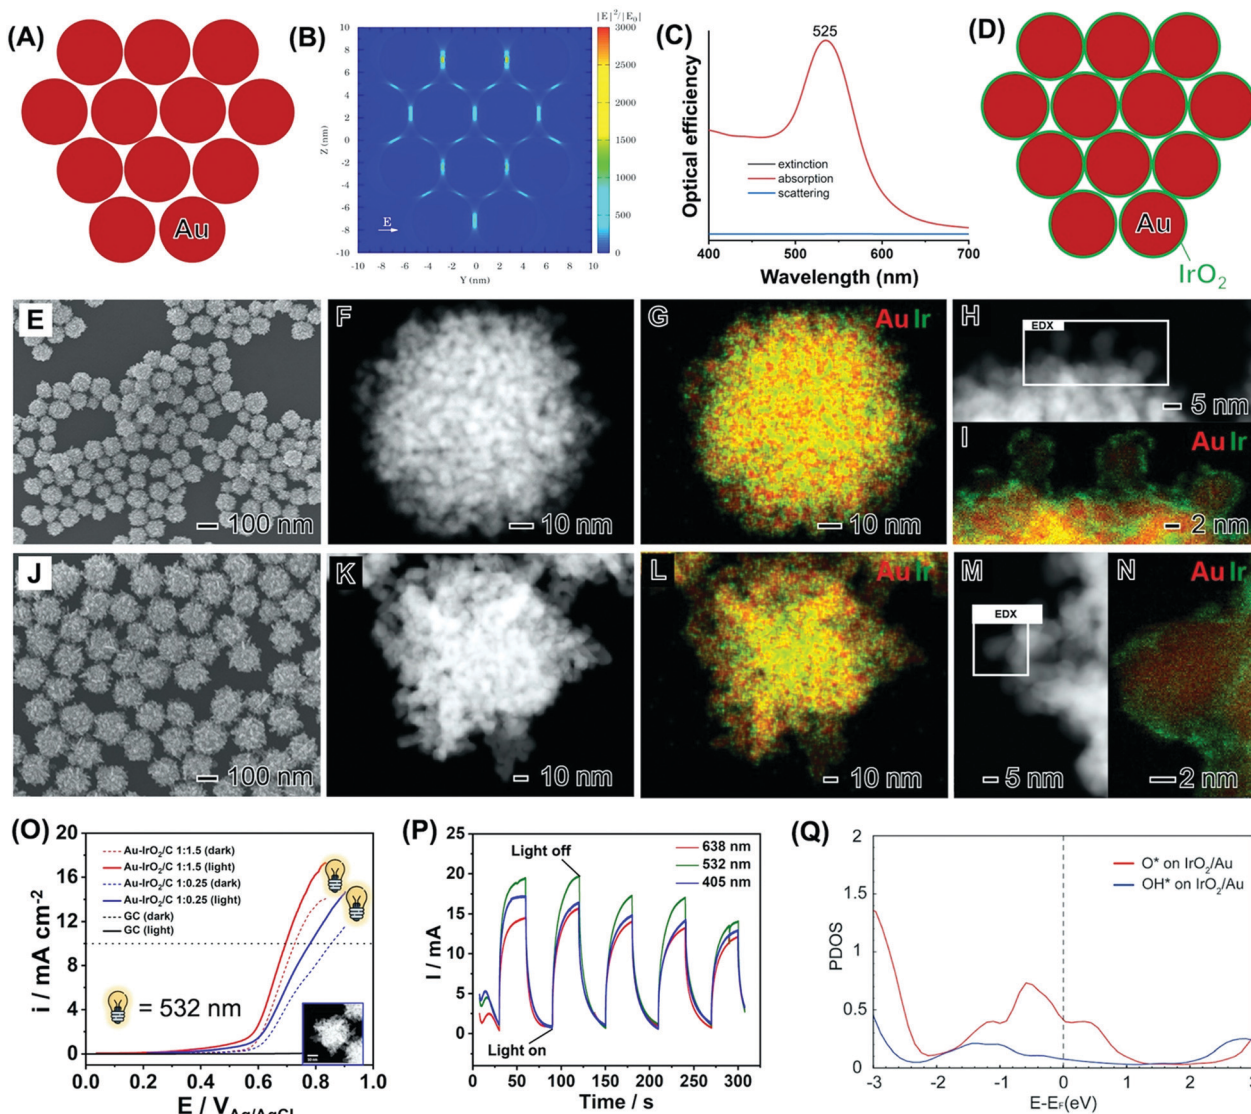 (A)
Au
(B)
|E|²/|E₀|
10
8
6
4
2
0
-2
-4
-6
-8
-10
Z (nm)
-10 -8 -6 -4 -2 0 2 4 6 8 10
Y (nm)
E
3000
2500
2000
1500
1000
500
0
(C)
525
Optical efficiency
extinction
absorption
scattering
400 500 600 700
Wavelength (nm)
(D)
Au
IrO₂
E
100 nm
F
10 nm
G
Au Ir
10 nm
H
EDX
5 nm
I
Au Ir
2 nm
J
100 nm
K
10 nm
L
Au Ir
10 nm
M
EDX
5 nm
N
Au Ir
2 nm
(O)
20
16
12
8
4
0
i / mA cm⁻²
Au-IrO₂/C 1:1.5 (dark)
Au-IrO₂/C 1:1.5 (light)
Au-IrO₂/C 1:0.25 (dark)
Au-IrO₂/C 1:0.25 (light)
GC (dark)
GC (light)
= 532 nm
0.0 0.2 0.4 0.6 0.8 1.0
E / V Ag/AgCl
(P)
25
20
15
10
5
0
I / mA
Light off
638 nm
532 nm
405 nm
Light on
0 50 100 150 200 250 300
Time / s
(Q)
2
1.5
1
0.5
0
PDOS
O* on IrO₂/Au
OH* on IrO₂/Au
-3 -2 -1 0 1 2 3
E-E_F(eV)